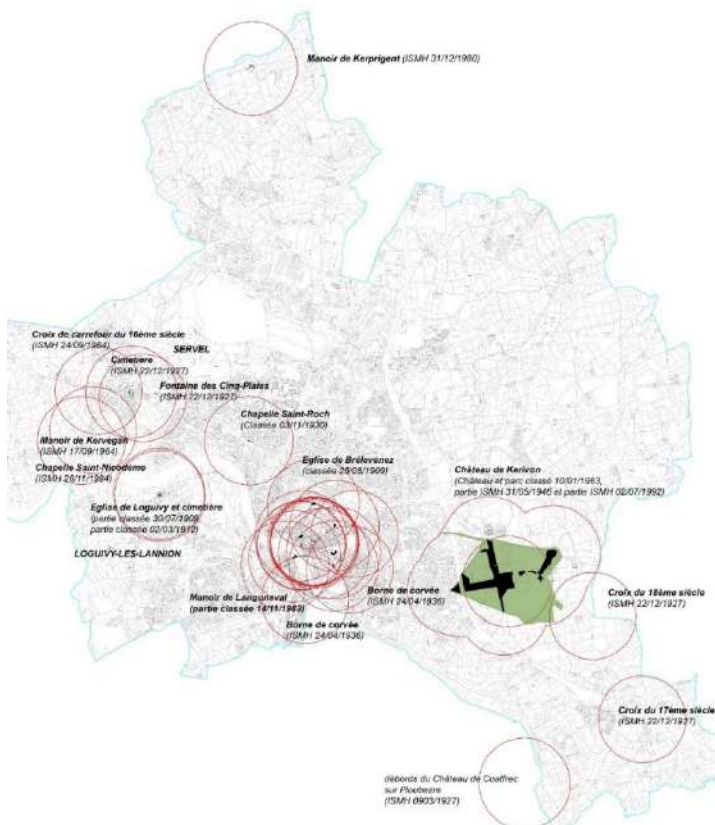 Manoir de Kerprigent (ISMH 31/12/1980)
Croix de carrefour du 16ème siècle
(ISMH 24/09/1964)
SERVEL
Cimetière
(ISMH 22/12/1927)
Fontaine des Cinq-Plaies
(ISMH 22/12/1927)
Chapelle Saint-Roch
(Classée 03/11/1930)
Manoir de Kervegan
(ISMH 17/09/1964)
Chapelle Saint-Nicodeme
(ISMH 26/11/1964)
Eglise de Brélevenez
(classée 26/08/1909)
Château de Kerivon
(Château et parc classé 10/01/1963,
partie ISMH 31/05/1946 et partie ISMH 02/07/1992)
Eglise de Loguivy et cimetière
(partie classée 30/07/1909
partie classée 02/03/1912)
LOGUIVY-LES-LANNION
Manoir de Langonaval
(partie classée 14/11/1983)
Borne de corvée
(ISMH 24/04/1935)
Croix du 18ème siècle
(ISMH 22/12/1927)
Borne de corvée
(ISMH 24/04/1936)
Croix du 17ème siècle
(ISMH 22/12/1927)
débords du Château de Coatfrec
sur Ploubezre
(ISMH 0903/1927)